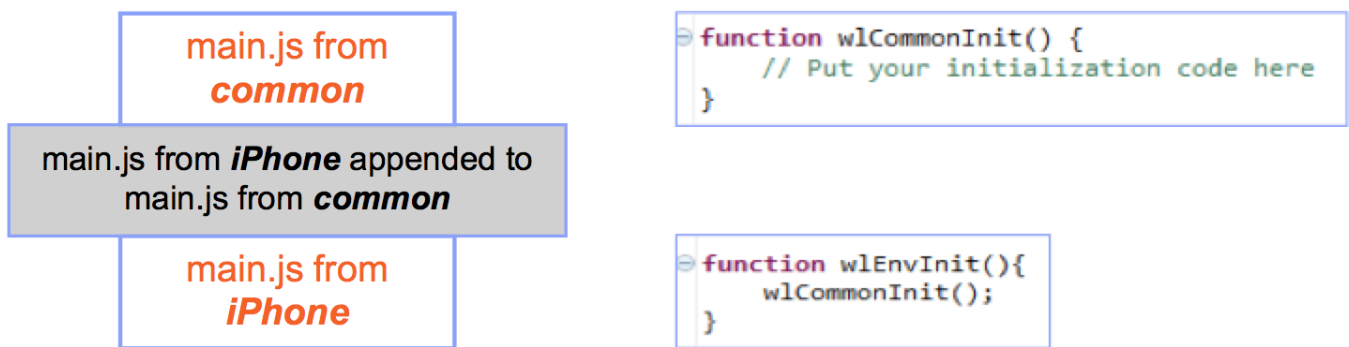 main.js from
common
main.js from iPhone appended to
main.js from common
main.js from
iPhone
function wlCommonInit() {
// Put your initialization code here
}
function wlEnvInit(){
wlCommonInit();
}